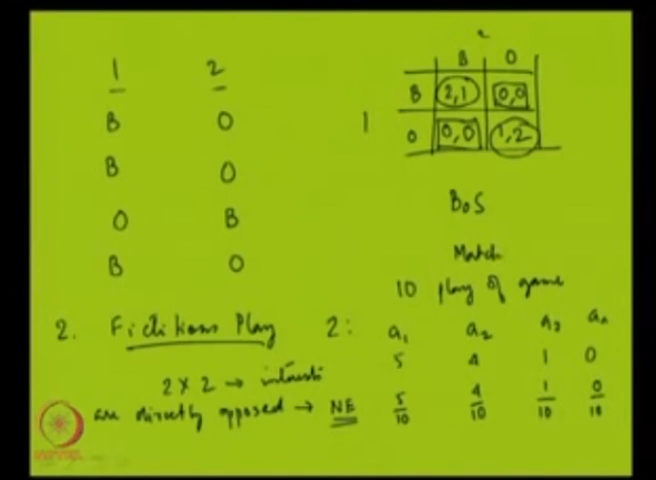 1 2
B O
B O
O B
B O
2
B O
B 2,1 0,0
1 O 0,0 1,2
BoS
Match
10 play of game
2. Fictitious Play
2 x 2 → interests
are directly opposed → NE
2: a1 a2 a3 a4
5 4 1 0
5/10 4/10 1/10 0/10